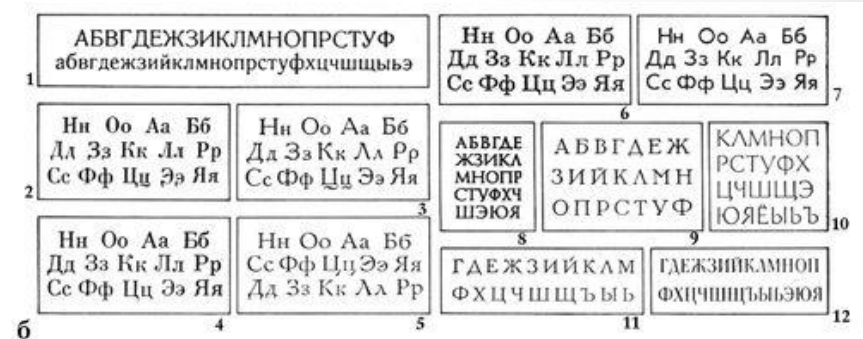 АБВГДЕЖЗИКЛМНОПРСТУФ
абвгдежзийклмнопрстуфхцчшщыьэ
1
Нн Оо Аа Бб
Дд Зз Кк Лл Рр
Сс Фф Цц Ээ Яя
2
Нн Оо Аа Бб
Дд Зз Кк Лл Рр
Сс Фф Цц Ээ Яя
3
Нн Оо Аа Бб
Дд Зз Кк Лл Рр
Сс Фф Цц Ээ Яя
4
Нн Оо Аа Бб
Сс Фф Цц Ээ Яя
Дд Зз Кк Лл Рр
5
б
Нн Оо Аа Бб
Дд Зз Кк Лл Рр
Сс Фф Цц Ээ Яя
6
Нн Оо Аа Бб
Дд Зз Кк Лл Рр
Сс Фф Цц Ээ Яя
7
АБВГДЕ
ЖЗИКЛ
МНОПР
СТУФХЧ
ШЭЮЯ
8
АБВГДЕЖ
ЗИЙКЛМН
ОПРСТУФ
9
КЛМНОП
РСТУФХ
ЦЧШЩЭ
ЮЯЁЫЬЪ
10
ГДЕЖЗИЙКЛМ
ФХЦЧШЩЪЫЬ
11
ГДЕЖЗИЙКЛМНОП
ФХЦЧШЩЪЫЬЭЮЯ
12